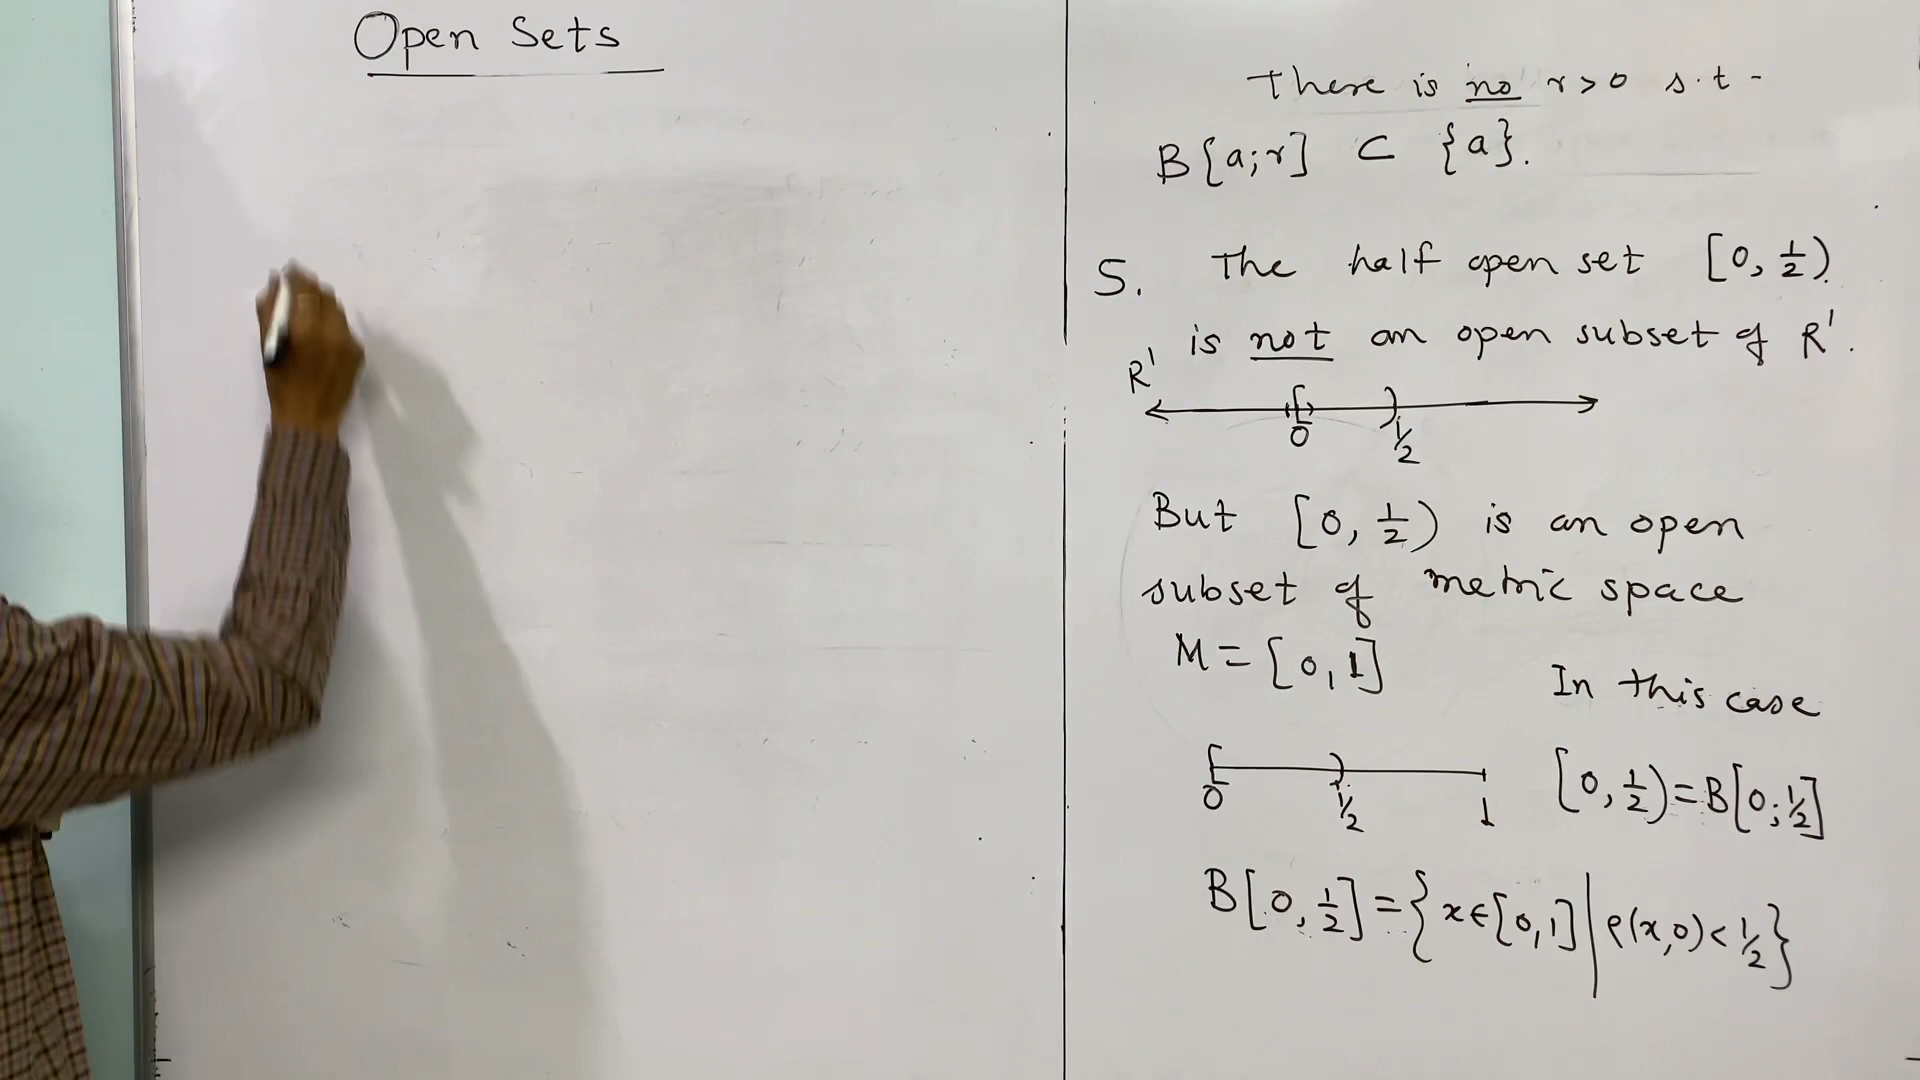 Open Sets
There is no r>0 s.t-
B[a;r] ⊂ {a}.
5. The half open set [0, 1/2)
is not an open subset of R'.
R'
0 1/2
But [0, 1/2) is an open
subset of metric space
M = [0, 1]
In this case
0 1/2 1
[0, 1/2) = B[0; 1/2]
B[0, 1/2] = {x ∈ [0, 1] | ρ(x, 0) < 1/2}